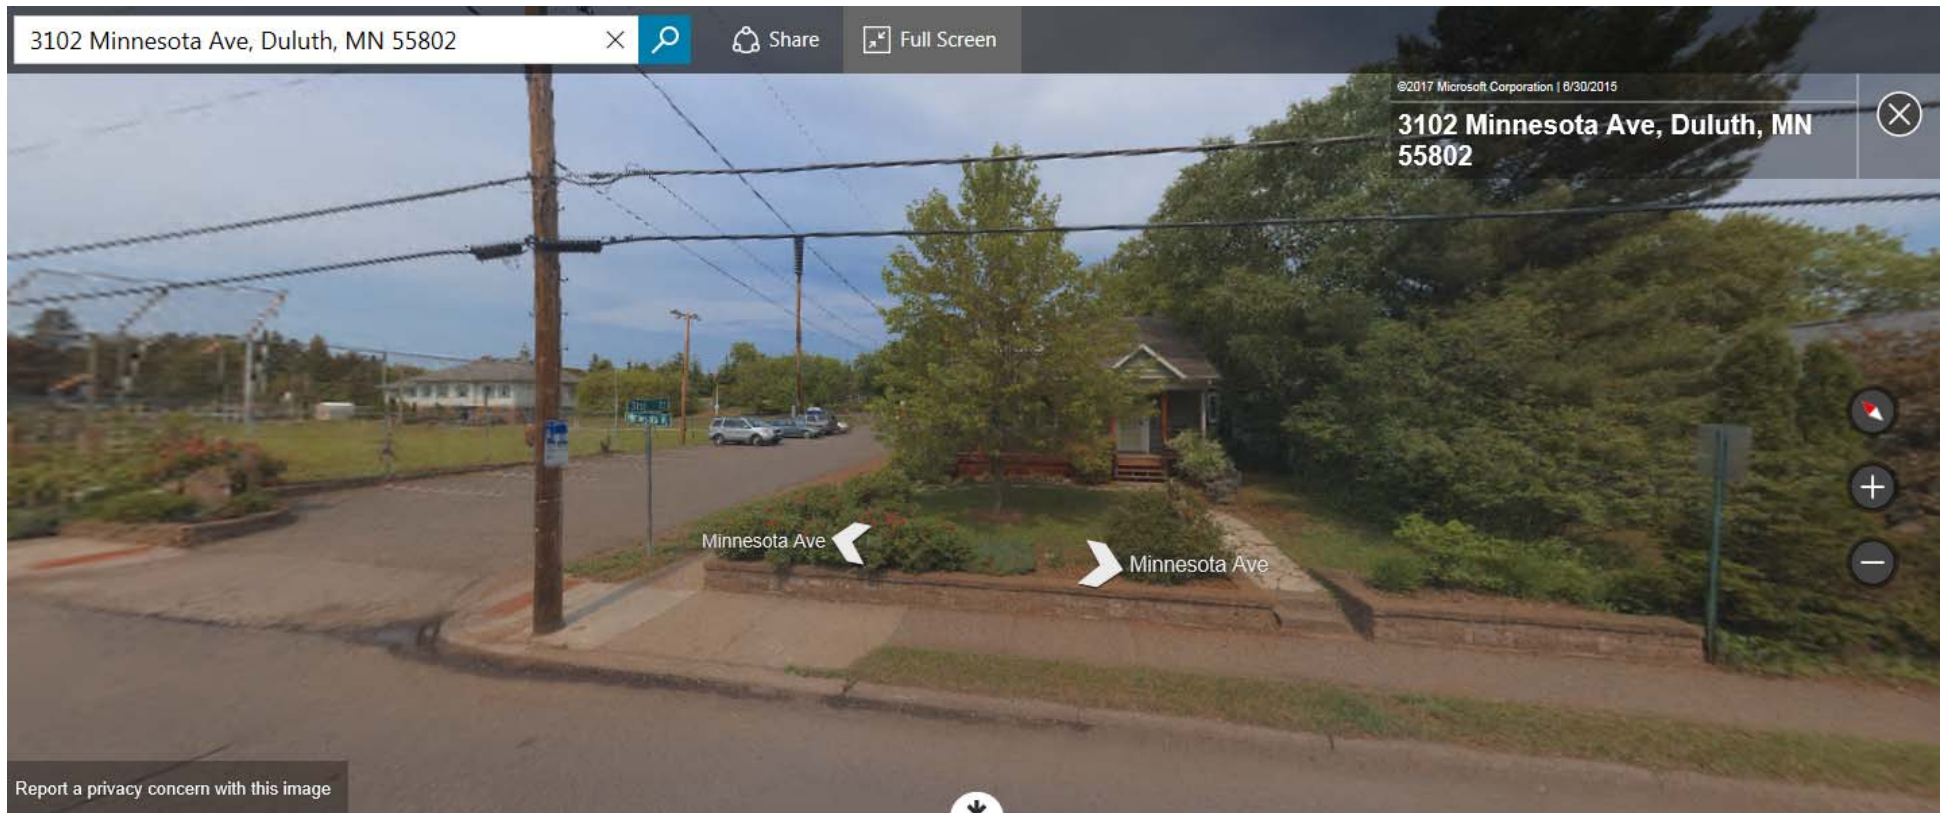 3102 Minnesota Ave, Duluth, MN 55802
Share
Full Screen
©2017 Microsoft Corporation | 6/30/2015
3102 Minnesota Ave, Duluth, MN
55802
31st
Minnesota Ave
Minnesota Ave
Report a privacy concern with this image